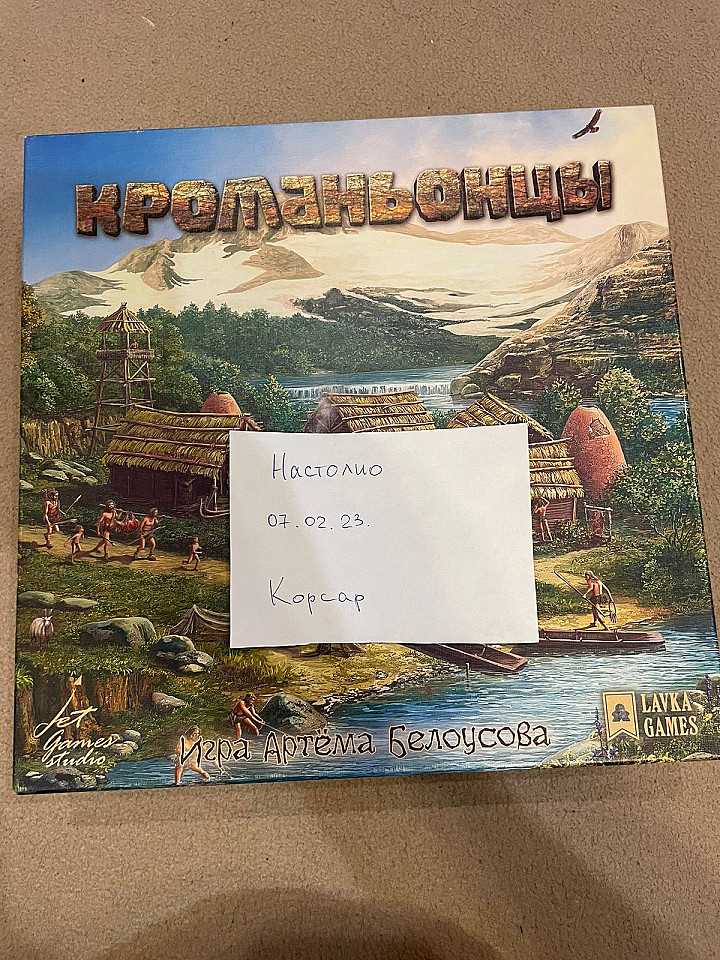 кроманьонцы
Настолио
07.02.23.
Корсар
Jet
Games
studio
Игра Артёма Белоусова
LAVKA
GAMES